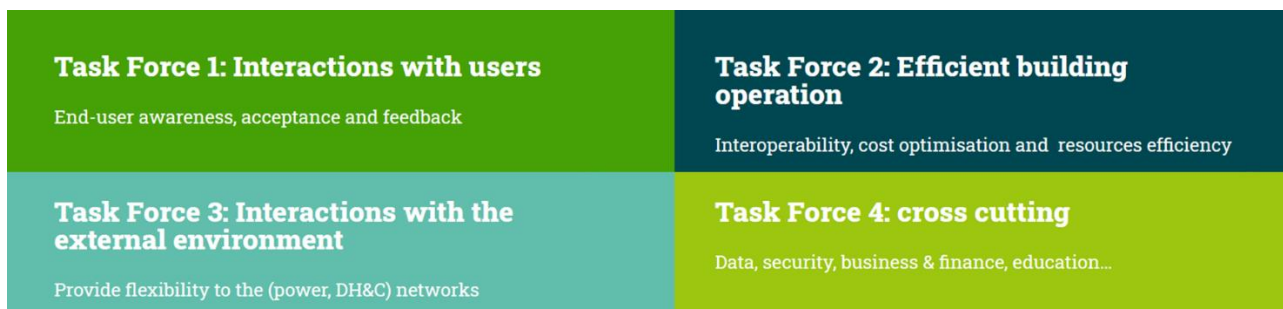 Task Force 1: Interactions with users
End-user awareness, acceptance and feedback
Task Force 2: Efficient building
operation
Interoperability, cost optimisation and resources efficiency
Task Force 3: Interactions with the
external environment
Provide flexibility to the (power, DH&C) networks
Task Force 4: cross cutting
Data, security, business & finance, education...